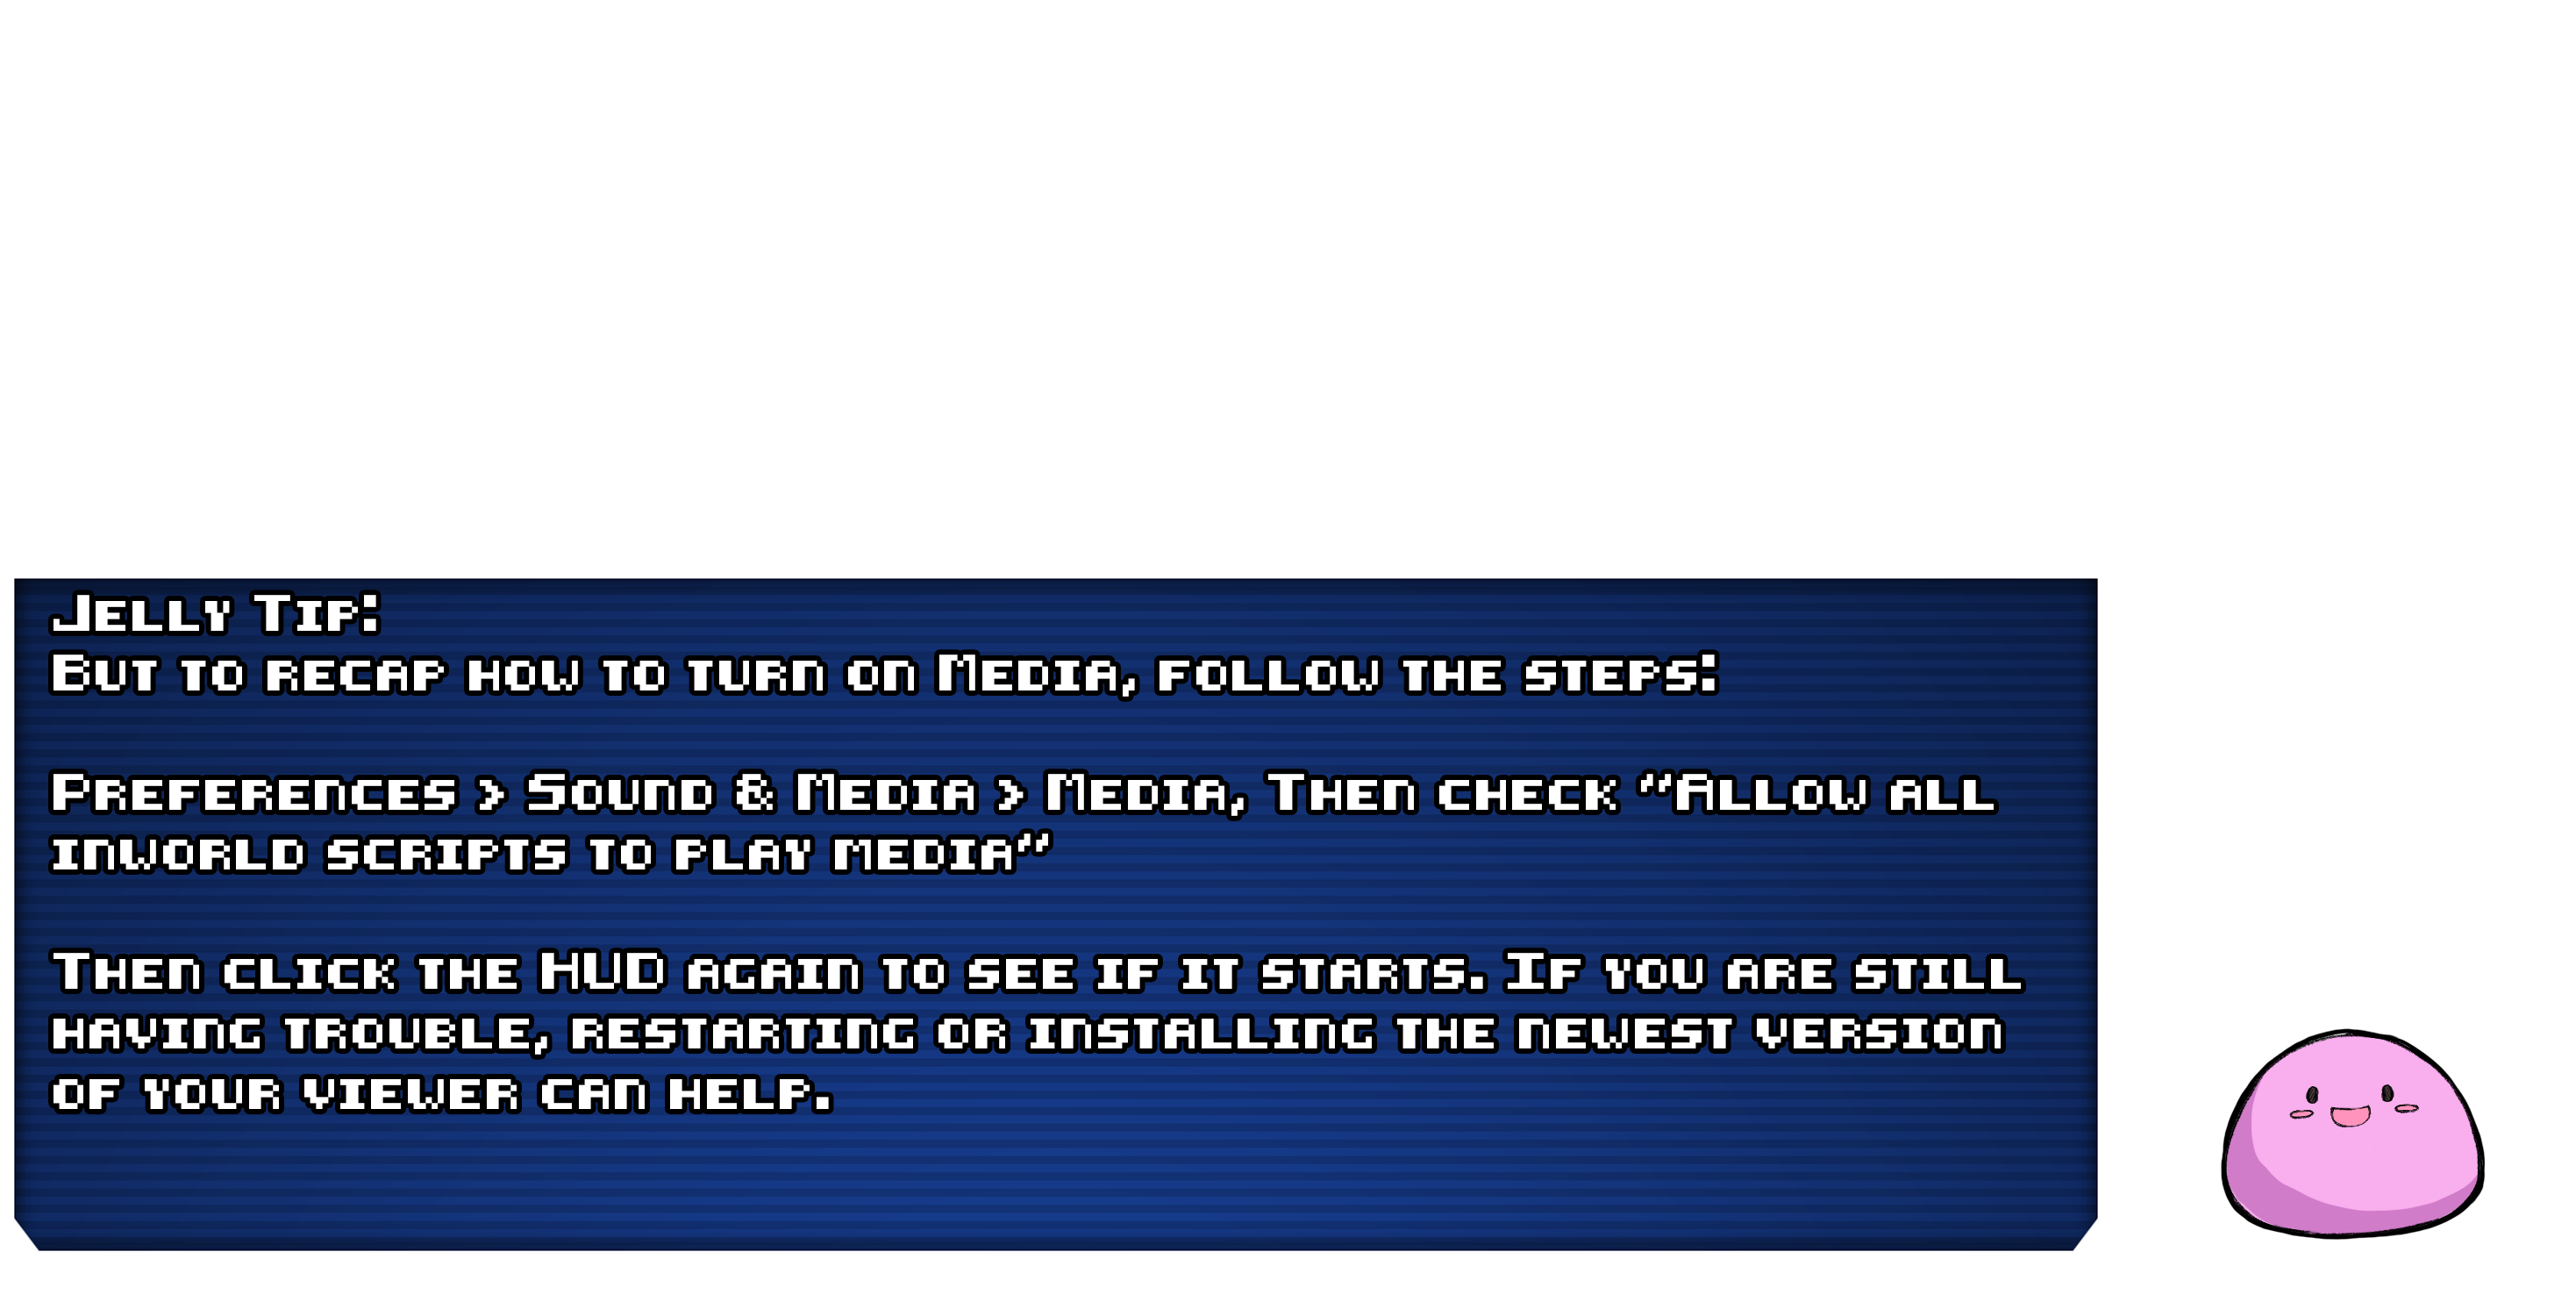 Jelly Tip:
But to recap how to turn on Media, follow the steps:
Preferences > Sound & Media > Media, Then check "Allow all
inworld scripts to play media"
Then click the HUD again to see if it starts. If you are still
having trouble, restarting or installing the newest version
of your viewer can help.